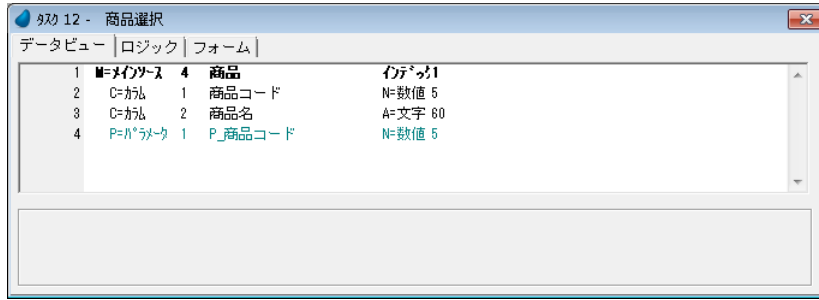 ﾀｽｸ 12 - 商品選択
データビュー ロジック フォーム
1 M=ﾒｲﾝｿｰｽ 4 商品 ｲﾝﾃﾞｯｸｽ1
2 C=ｶﾗﾑ 1 商品コード N=数値 5
3 C=ｶﾗﾑ 2 商品名 A=文字 60
4 P=ﾊﾟﾗﾒｰﾀ 1 P_商品コード N=数値 5